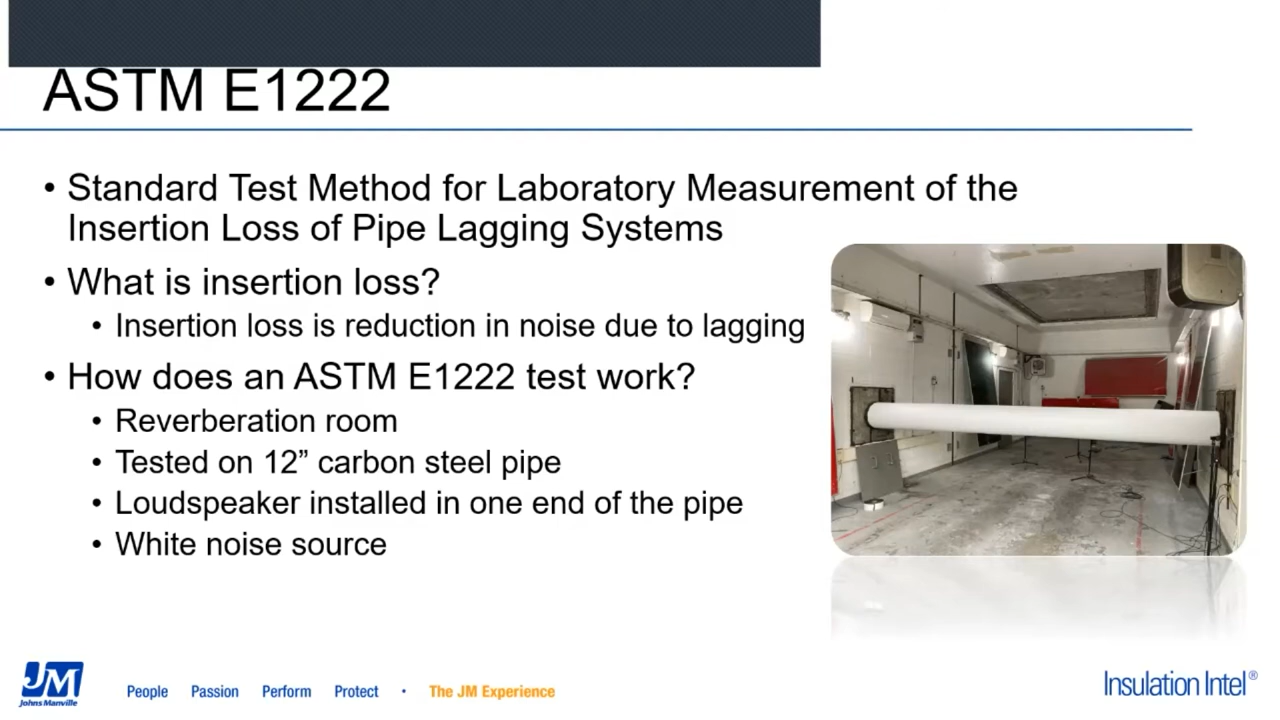 ASTM E1222
• Standard Test Method for Laboratory Measurement of the
Insertion Loss of Pipe Lagging Systems
• What is insertion loss?
• Insertion loss is reduction in noise due to lagging
• How does an ASTM E1222 test work?
• Reverberation room
• Tested on 12” carbon steel pipe
• Loudspeaker installed in one end of the pipe
• White noise source
JM
Johns Manville
People Passion Perform Protect • The JM Experience
Insulation Intel®